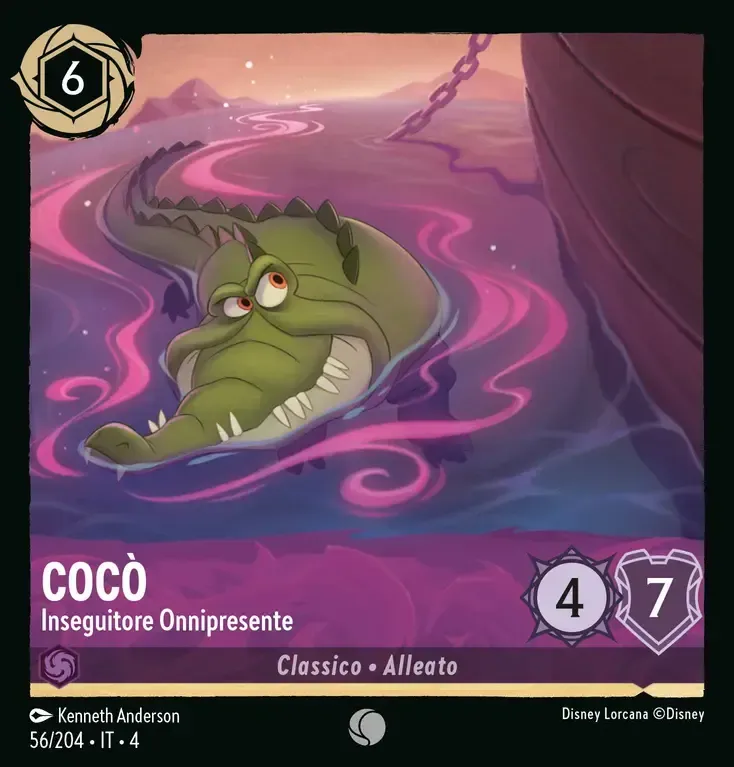 6
COCÒ
Inseguitore Onnipresente
4
7
Classico • Alleato
Kenneth Anderson
Disney Lorcana ©Disney
56/204 • IT • 4